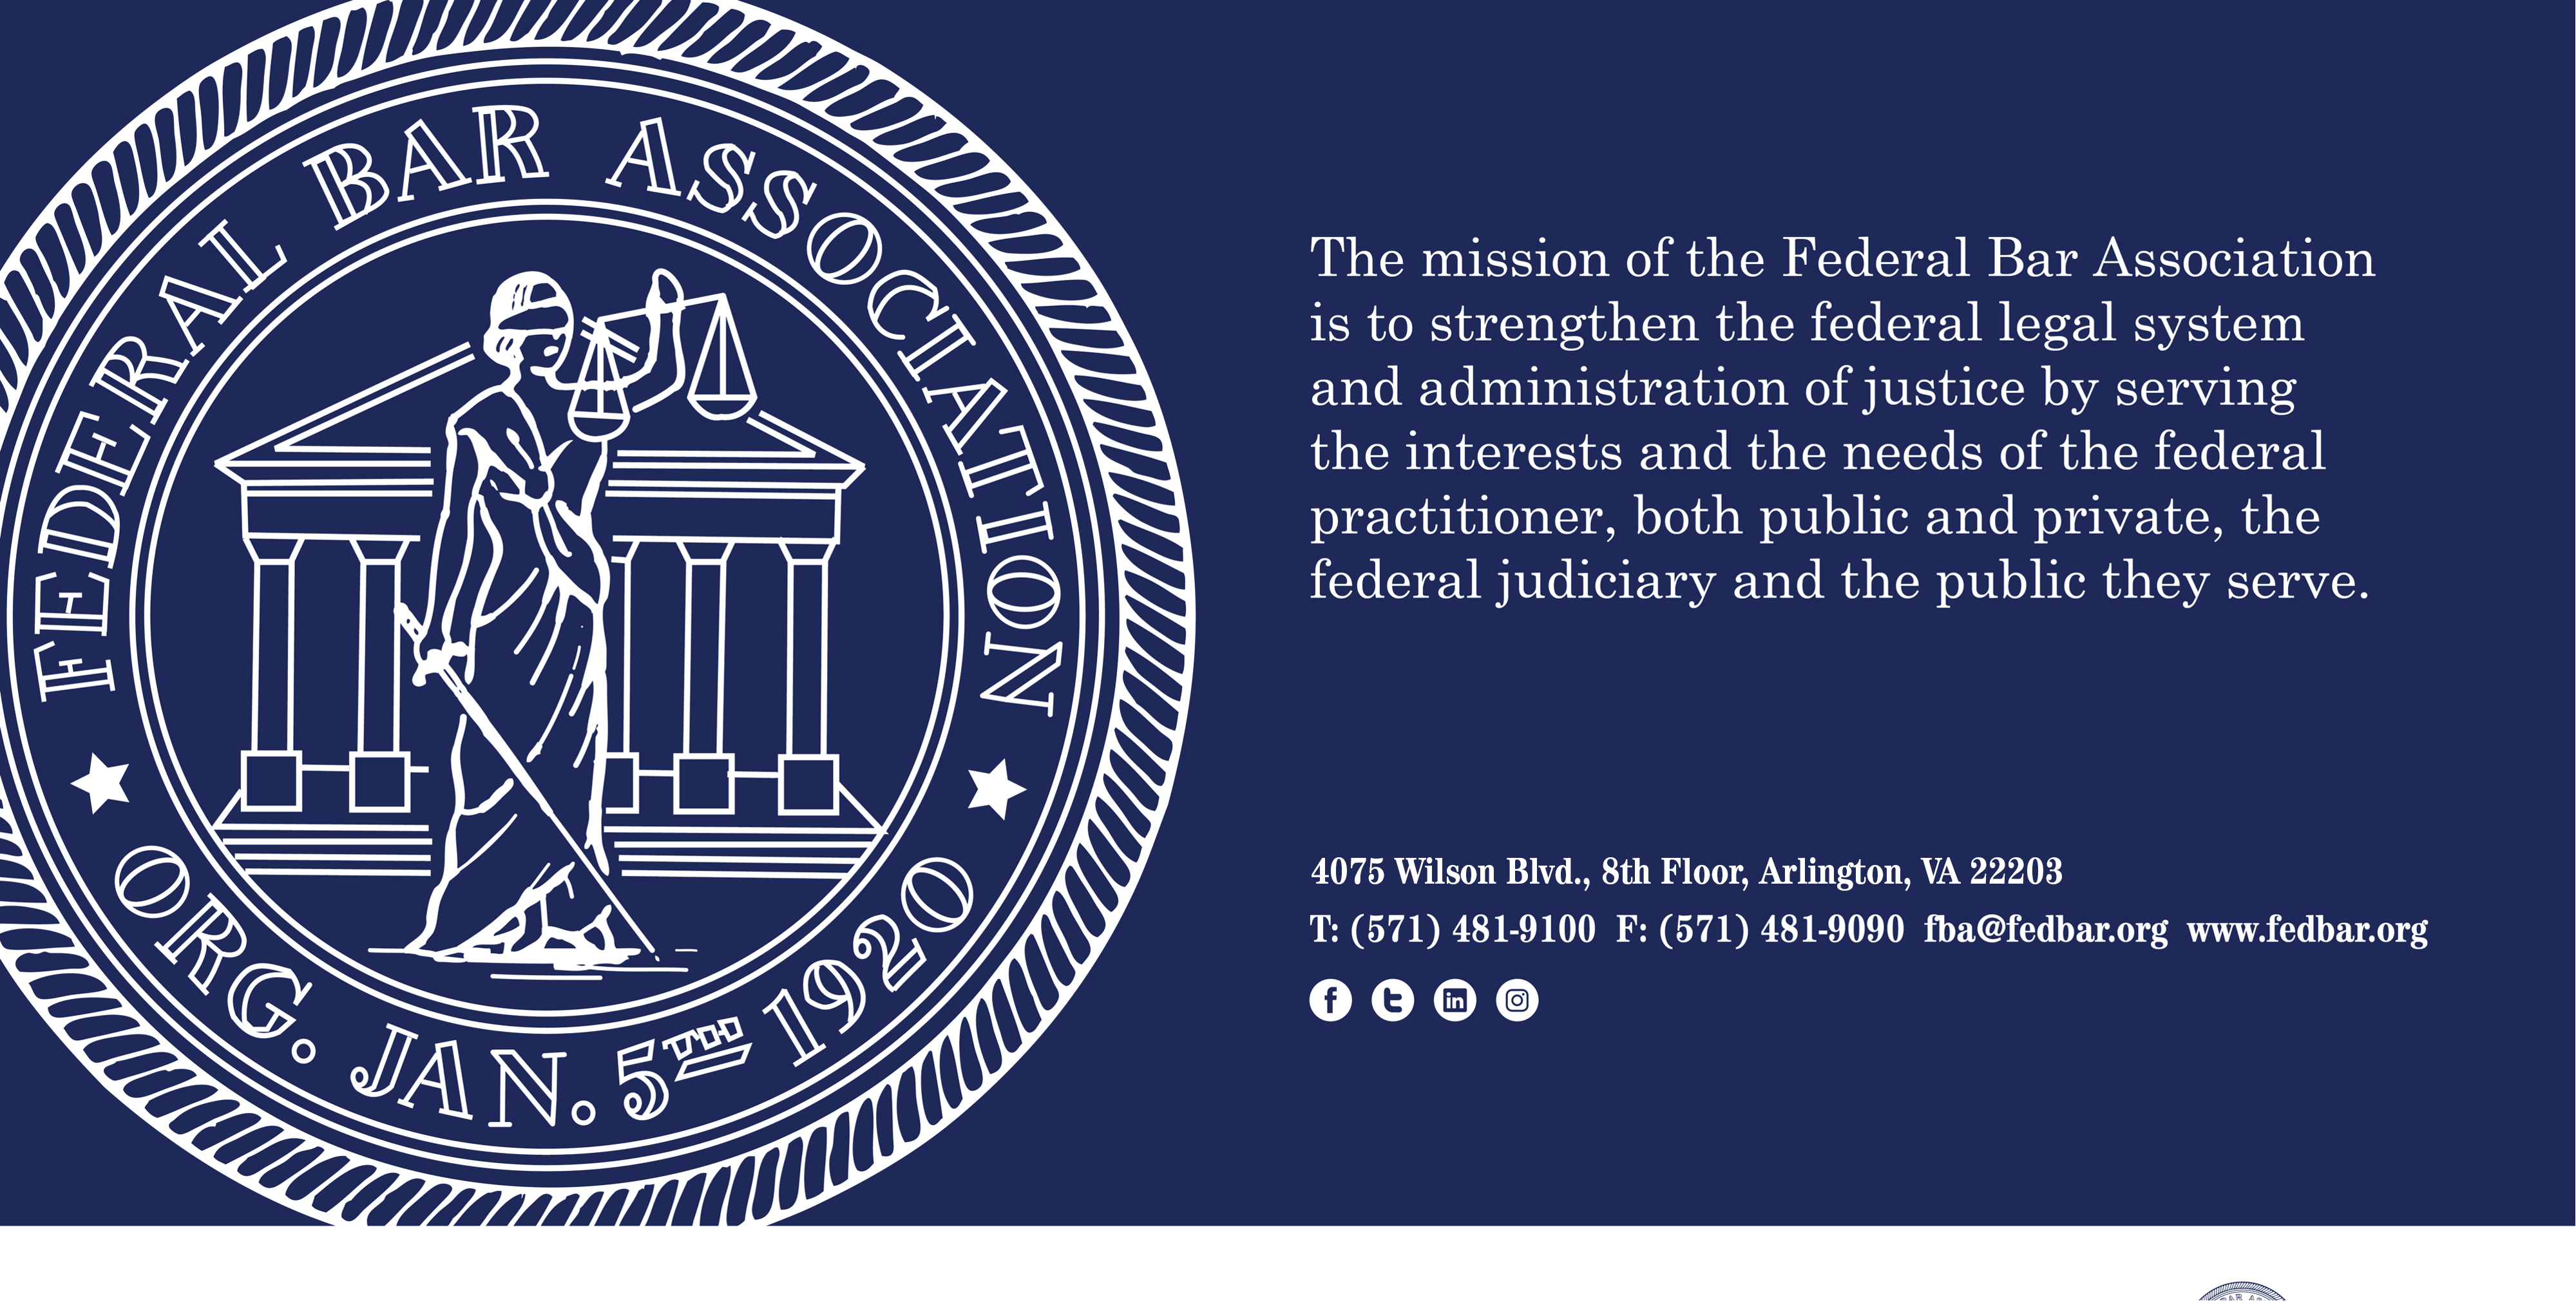 FEDERAL BAR ASSOCIATION
ORG. JAN. 5TH 1920
The mission of the Federal Bar Association
is to strengthen the federal legal system
and administration of justice by serving
the interests and the needs of the federal
practitioner, both public and private, the
federal judiciary and the public they serve.
4075 Wilson Blvd., 8th Floor, Arlington, VA 22203
T: (571) 481-9100 F: (571) 481-9090 fba@fedbar.org www.fedbar.org